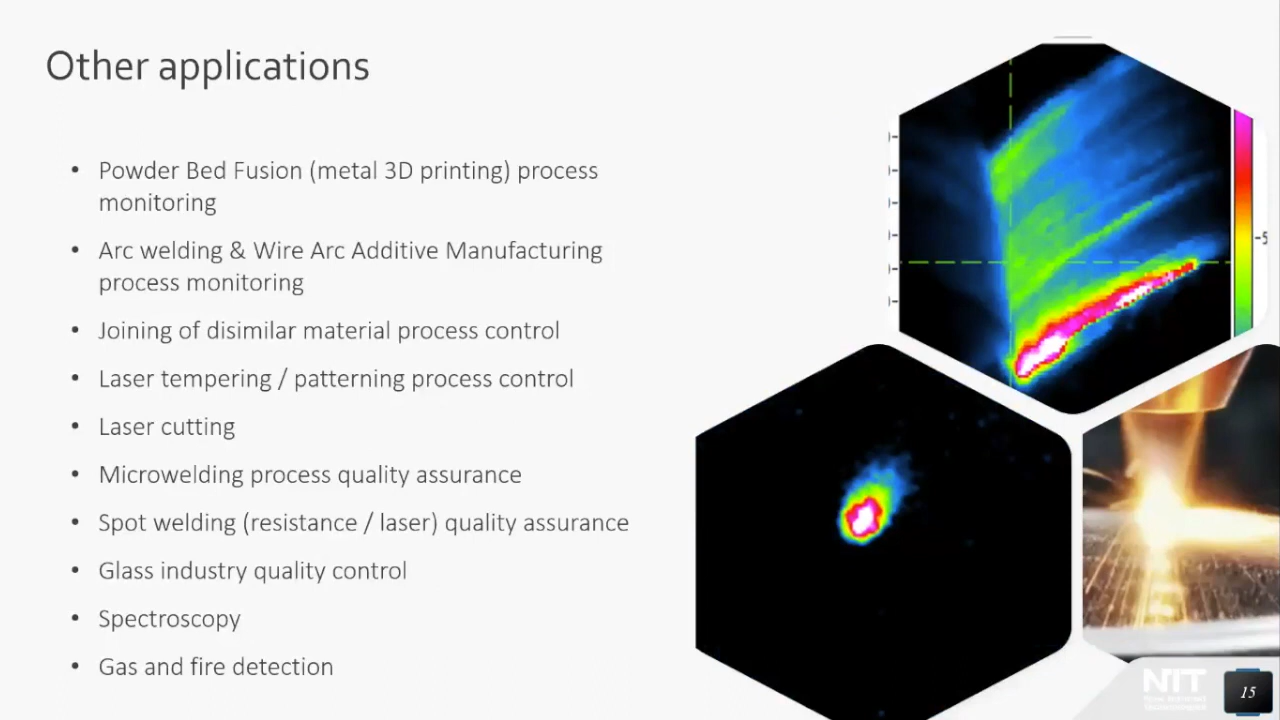 Other applications
• Powder Bed Fusion (metal 3D printing) process
monitoring
• Arc welding & Wire Arc Additive Manufacturing
process monitoring
• Joining of disimilar material process control
• Laser tempering / patterning process control
• Laser cutting
• Microwelding process quality assurance
• Spot welding (resistance / laser) quality assurance
• Glass industry quality control
• Spectroscopy
• Gas and fire detection
-5
NIT
15